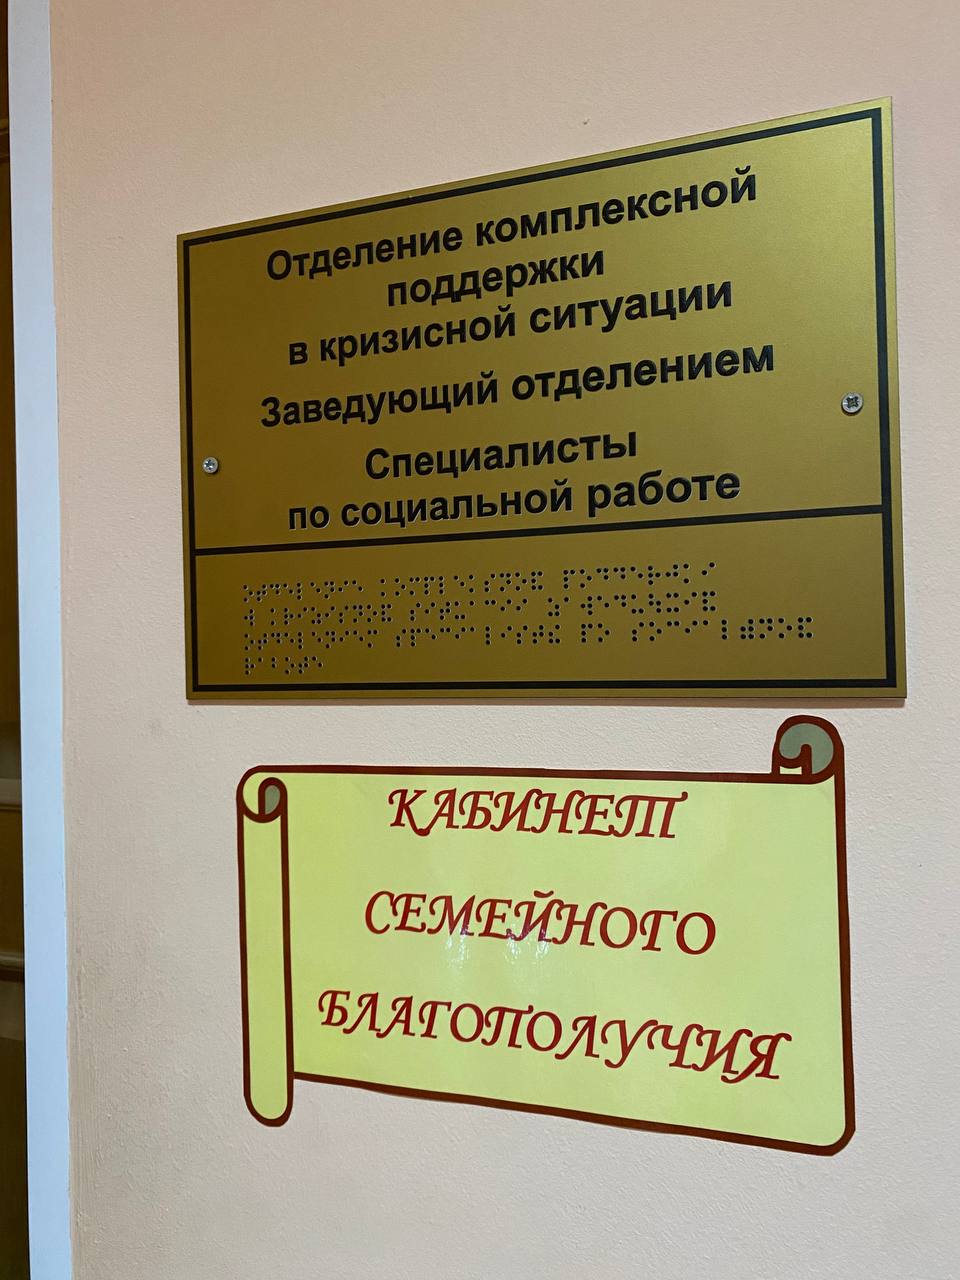 Отделение комплексной
поддержки
в кризисной ситуации
Заведующий отделением
Специалисты
по социальной работе
КАБИНЕТ
СЕМЕЙНОГО
БЛАГОПОЛУЧИЯ